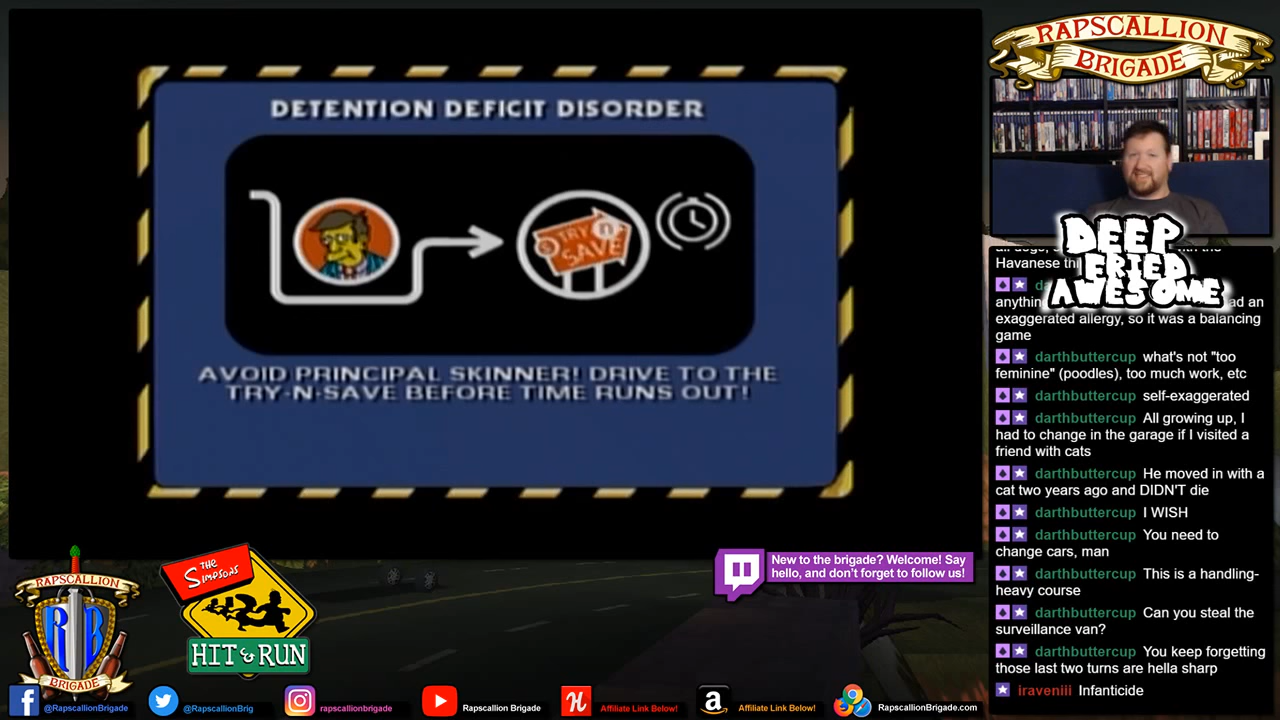 DETENTION DEFICIT DISORDER
TRY
n
SAVE
AVOID PRINCIPAL SKINNER! DRIVE TO THE
TRY-N-SAVE BEFORE TIME RUNS OUT!
RAPSCALLION
BRIGADE
DEEP
FRIED
AWESOME
Havanese
anything
exaggerated allergy, so it was a balancing
game
darthbuttercup what's not "too
feminine" (poodles), too much work, etc
darthbuttercup self-exaggerated
darthbuttercup All growing up, I
had to change in the garage if I visited a
friend with cats
darthbuttercup He moved in with a
cat two years ago and DIDN'T die
darthbuttercup I WISH
darthbuttercup You need to
change cars, man
darthbuttercup This is a handling-
heavy course
darthbuttercup Can you steal the
surveillance van?
darthbuttercup You keep forgetting
those last two turns are hella sharp
iraveniii Infanticide
RAPSCALLION
R B
BRIGADE
THE
SIMPSONS
HIT & RUN
New to the brigade? Welcome! Say
hello, and don't forget to follow us!
@RapscallionBrigade
@RapscallionBrig
rapscallionbrigade
Rapscallion Brigade
Affiliate Link Below!
Affiliate Link Below!
RapscallionBrigade.com